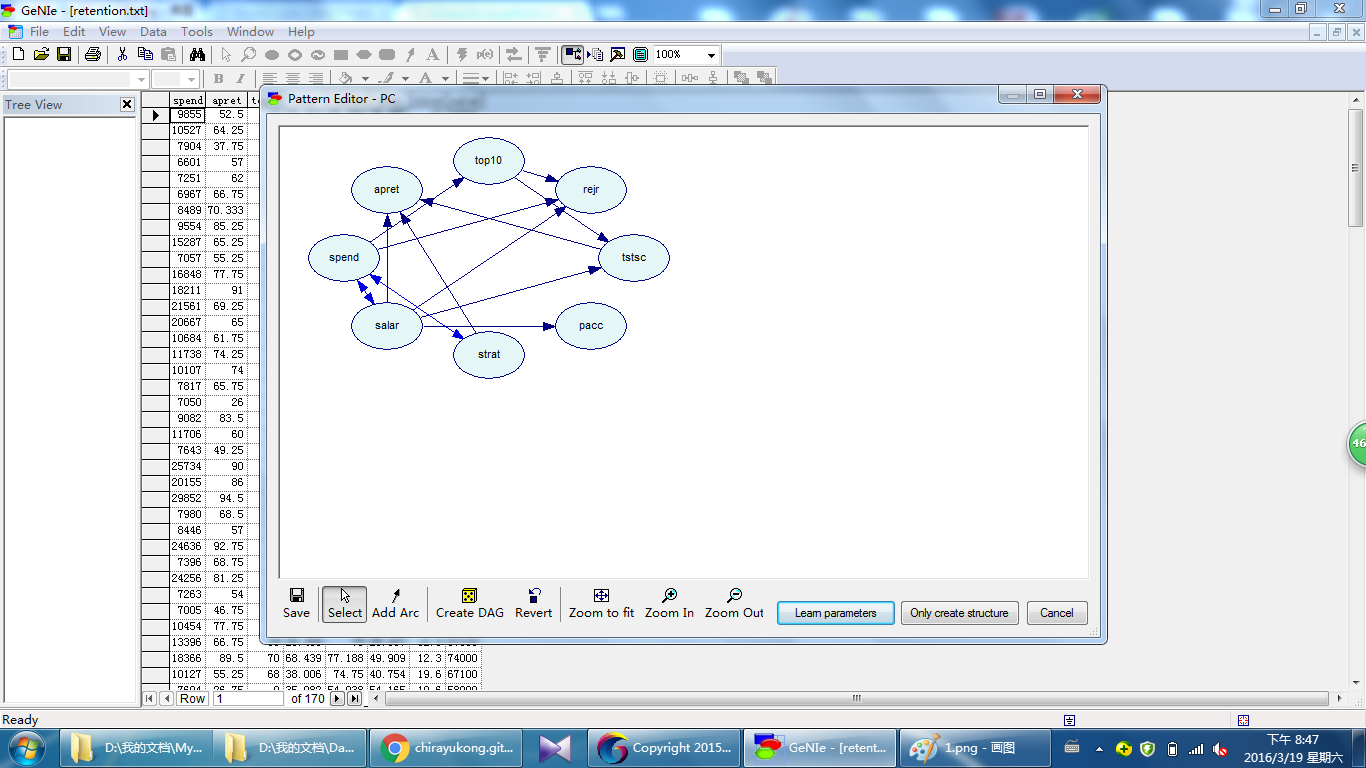 GeNIe - [retention.txt]
File Edit View Data Tools Window Help
p(e) 100%
B I A
Tree View
spend apret
Pattern Editor - PC
9855 52.5
10527 64.25
7904 37.75
6601 57
7251 62
6967 66.75
8489 70.333
9554 85.25
15287 65.25
7057 55.25
16848 77.75
18211 91
21561 69.25
20667 65
10684 61.75
11738 74.25
10107 74
7817 65.75
7050 26
9082 83.5
11706 60
7643 49.25
25734 90
20155 86
29852 94.5
7980 68.5
8446 57
24636 92.75
7396 68.75
24256 81.25
7263 54
7005 46.75
10454 77.75
13396 66.75
18366 89.5 70 68.439 77.188 49.909 12.3 74000
10127 55.25 68 38.006 74.75 40.754 19.6 67100
top10
apret
rejr
spend
tstsc
salar
pacc
strat
Save Select Add Arc Create DAG Revert Zoom to fit Zoom In Zoom Out Learn parameters Only create structure Cancel
Row 1 of 170
46
Ready
D:\我的文档\My... D:\我的文档\Da... chirayukong.git... Copyright 2015... GeNIe - [retent... 1.png - 画图
下午 8:47
2016/3/19 星期六